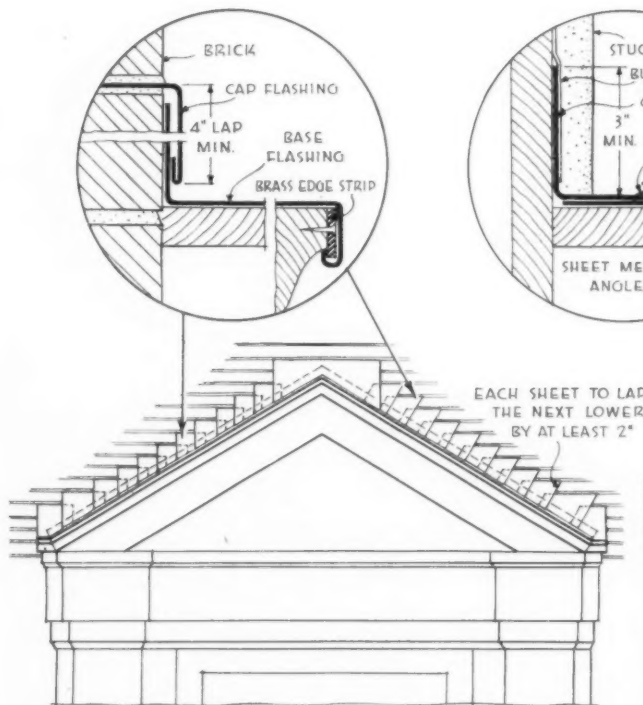 BRICK
CAP FLASHING
4" LAP
MIN.
BASE
FLASHING
BRASS EDGE STRIP
3"
MIN.
SHEET ME
ANGLE
EACH SHEET TO LAP
THE NEXT LOWER
BY AT LEAST 2"